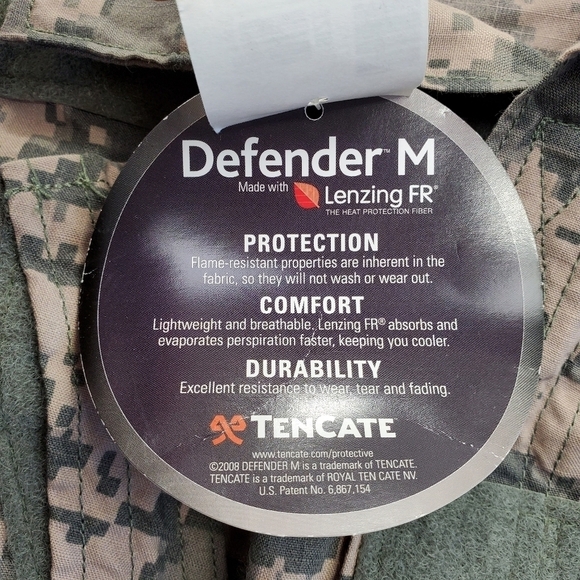 Defender™ M
Made with Lenzing FR®
THE HEAT PROTECTION FIBER
PROTECTION
Flame-resistant properties are inherent in the
fabric, so they will not wash or wear out.
COMFORT
Lightweight and breathable, Lenzing FR® absorbs and
evaporates perspiration faster, keeping you cooler.
DURABILITY
Excellent resistance to wear, tear and fading.
TENCATE
www.tencate.com/protective
©2008 DEFENDER M is a trademark of TENCATE.
TENCATE is a trademark of ROYAL TEN CATE NV.
U.S. Patent No. 6,867,154